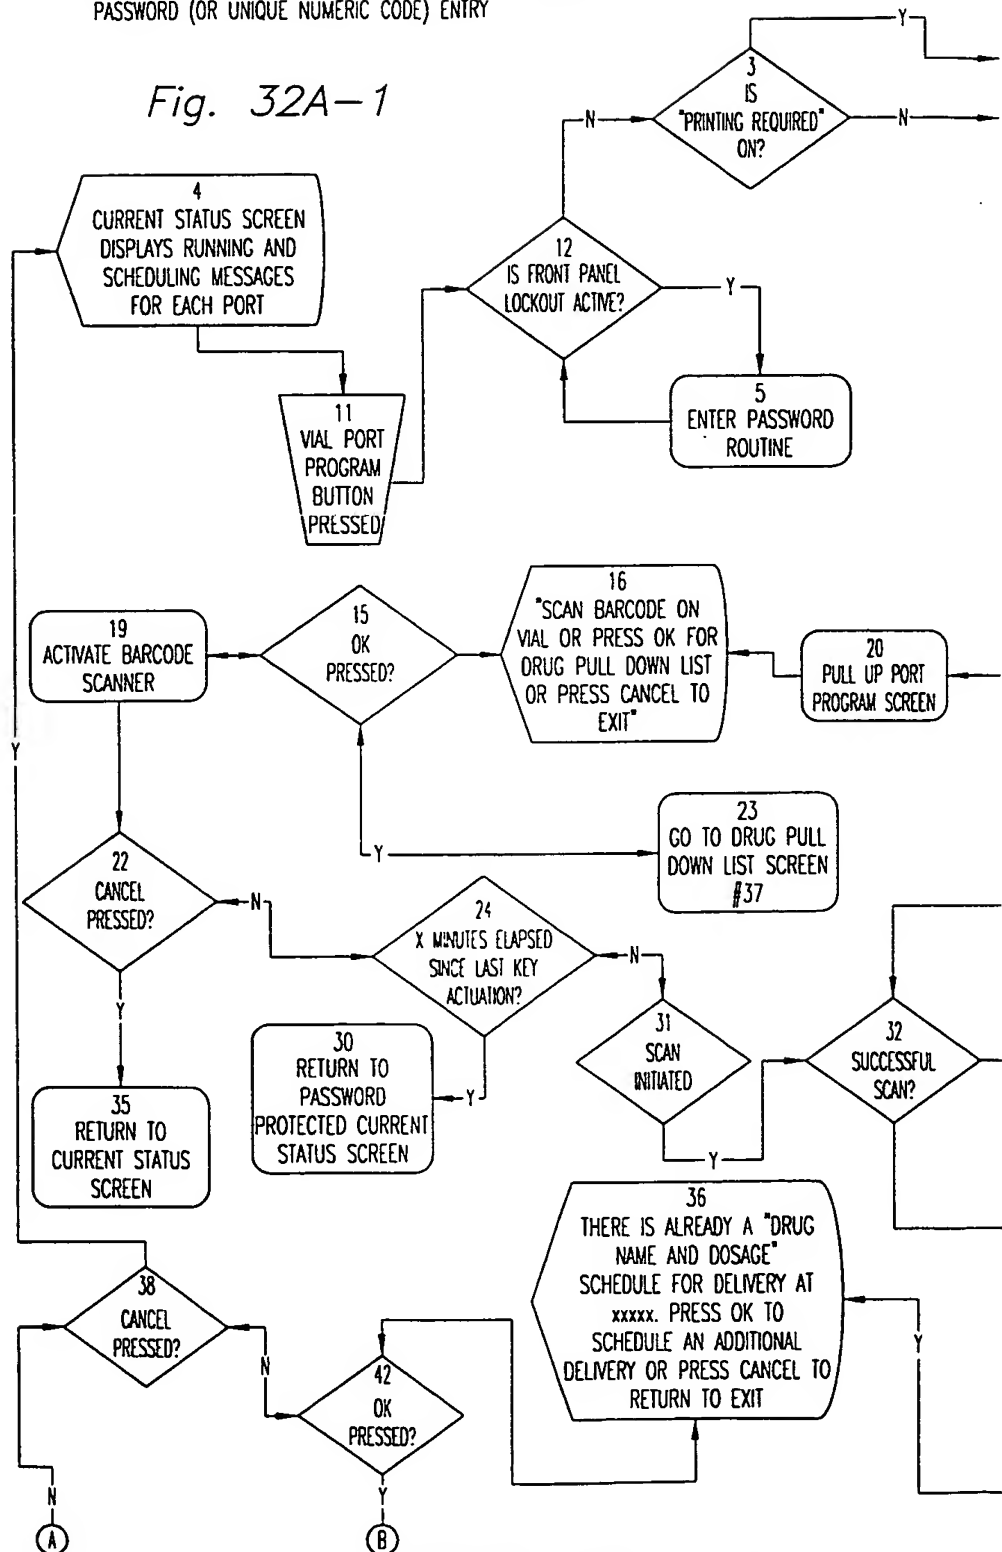 PASSWORD (OR UNIQUE NUMERIC CODE) ENTRY
Fig. 32A-1
Y
3
IS
"PRINTING REQUIRED"
ON?
N
N
4
CURRENT STATUS SCREEN
DISPLAYS RUNNING AND
SCHEDULING MESSAGES
FOR EACH PORT
12
IS FRONT PANEL
LOCKOUT ACTIVE?
Y
5
ENTER PASSWORD
ROUTINE
11
VIAL PORT
PROGRAM
BUTTON
PRESSED
16
"SCAN BARCODE ON
VIAL OR PRESS OK FOR
DRUG PULL DOWN LIST
OR PRESS CANCEL TO
EXIT"
15
OK
PRESSED?
19
ACTIVATE BARCODE
SCANNER
20
PULL UP PORT
PROGRAM SCREEN
Y
23
GO TO DRUG PULL
DOWN LIST SCREEN
#37
Y
22
CANCEL
PRESSED?
N
24
X MINUTES ELAPSED
SINCE LAST KEY
ACTUATION?
N
31
SCAN
INITIATED
32
SUCCESSFUL
SCAN?
Y
30
RETURN TO
PASSWORD
PROTECTED CURRENT
STATUS SCREEN
Y
Y
35
RETURN TO
CURRENT STATUS
SCREEN
36
THERE IS ALREADY A "DRUG
NAME AND DOSAGE"
SCHEDULE FOR DELIVERY AT
xxxxx. PRESS OK TO
SCHEDULE AN ADDITIONAL
DELIVERY OR PRESS CANCEL TO
RETURN TO EXIT
Y
38
CANCEL
PRESSED?
N
42
OK
PRESSED?
N
Y
A
B